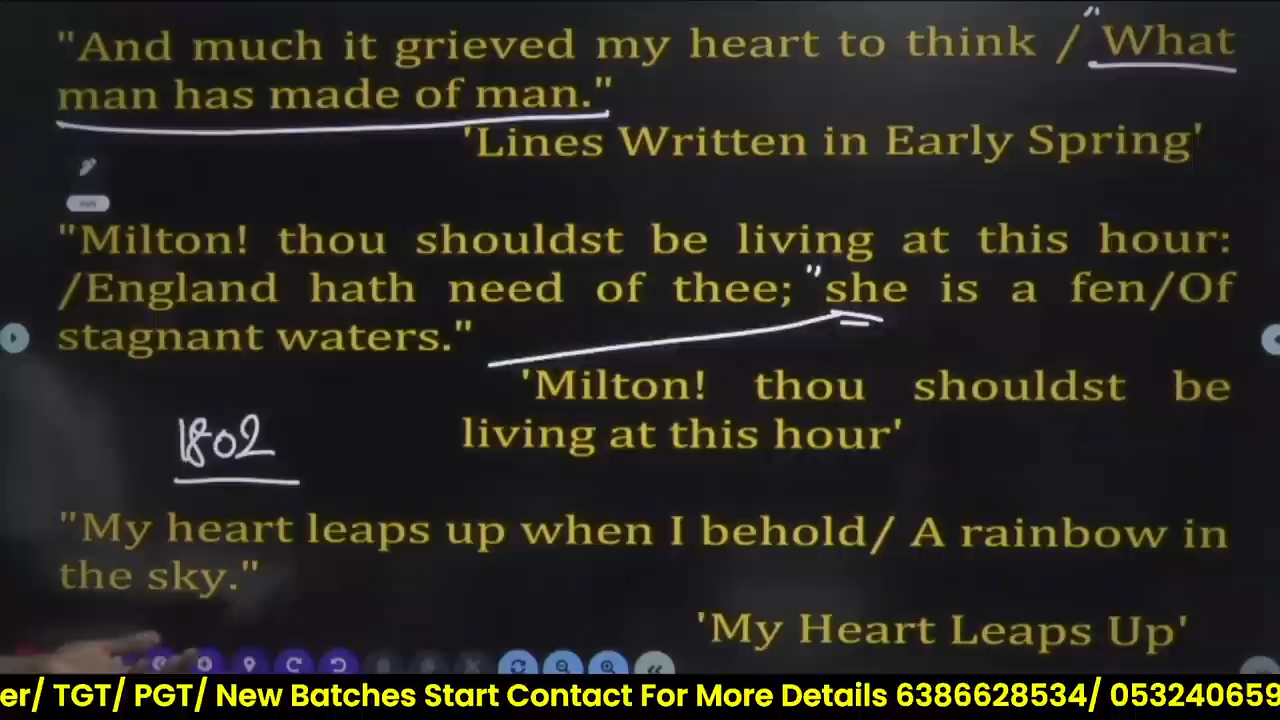 "And much it grieved my heart to think / "What
man has made of man."
'Lines Written in Early Spring'
"Milton! thou shouldst be living at this hour:
/England hath need of thee; "she is a fen/Of
stagnant waters."
'Milton! thou shouldst be
living at this hour'
1802
"My heart leaps up when I behold/ A rainbow in
the sky."
'My Heart Leaps Up'
er/ TGT/ PGT/ New Batches Start Contact For More Details 6386628534/ 053240659